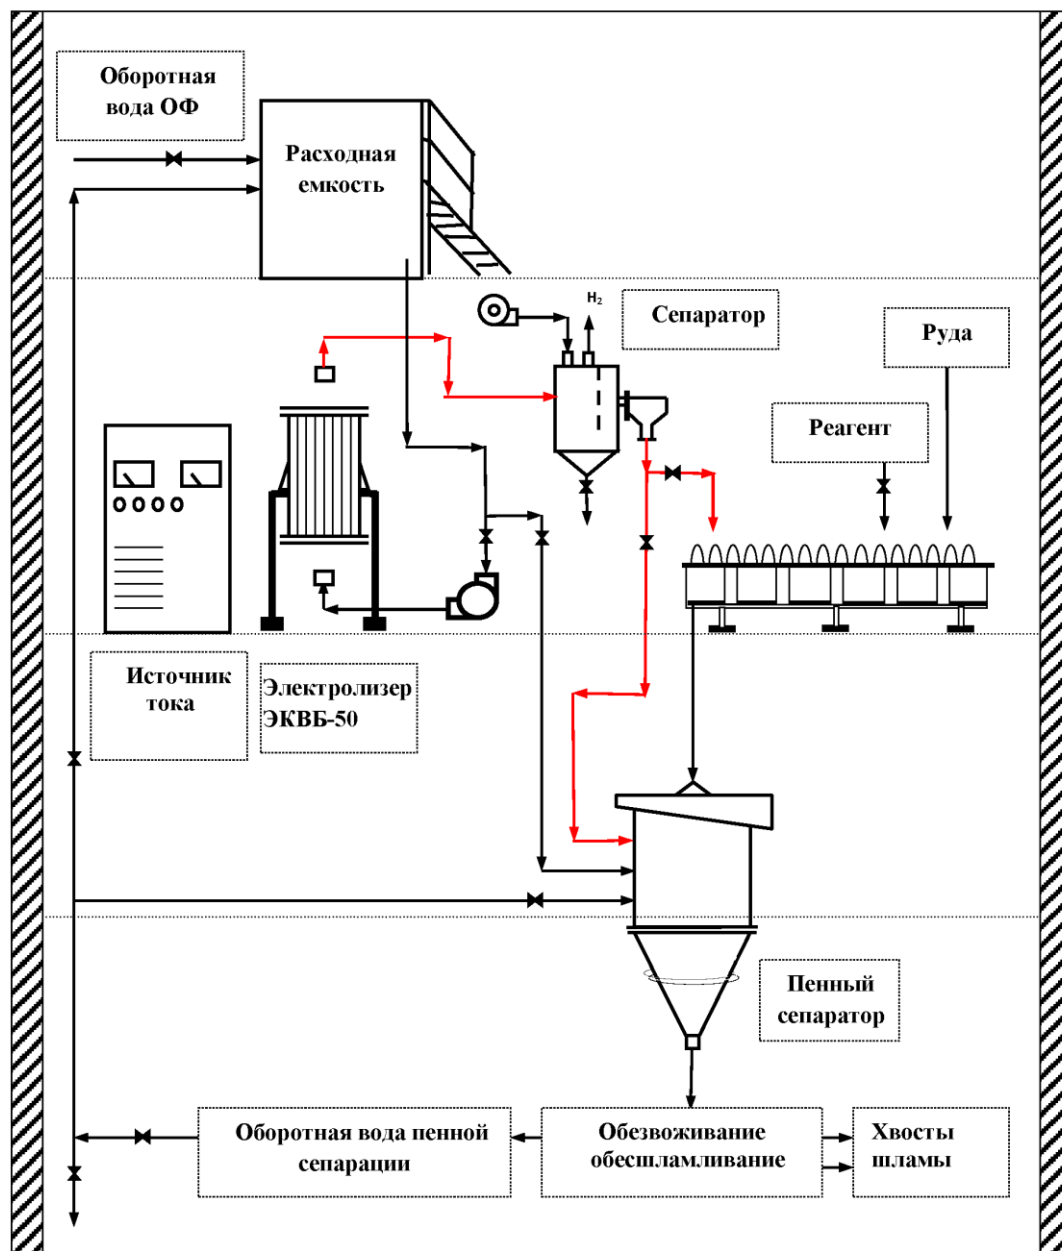 Оборотная
вода ОФ
Расходная
емкость
H₂
Сепаратор
Руда
Реагент
Источник
тока
Электролизер
ЭКВБ-50
Пенный
сепаратор
Оборотная вода пенной
сепарации
Обезвоживание
обесшламливание
Хвосты
шламы